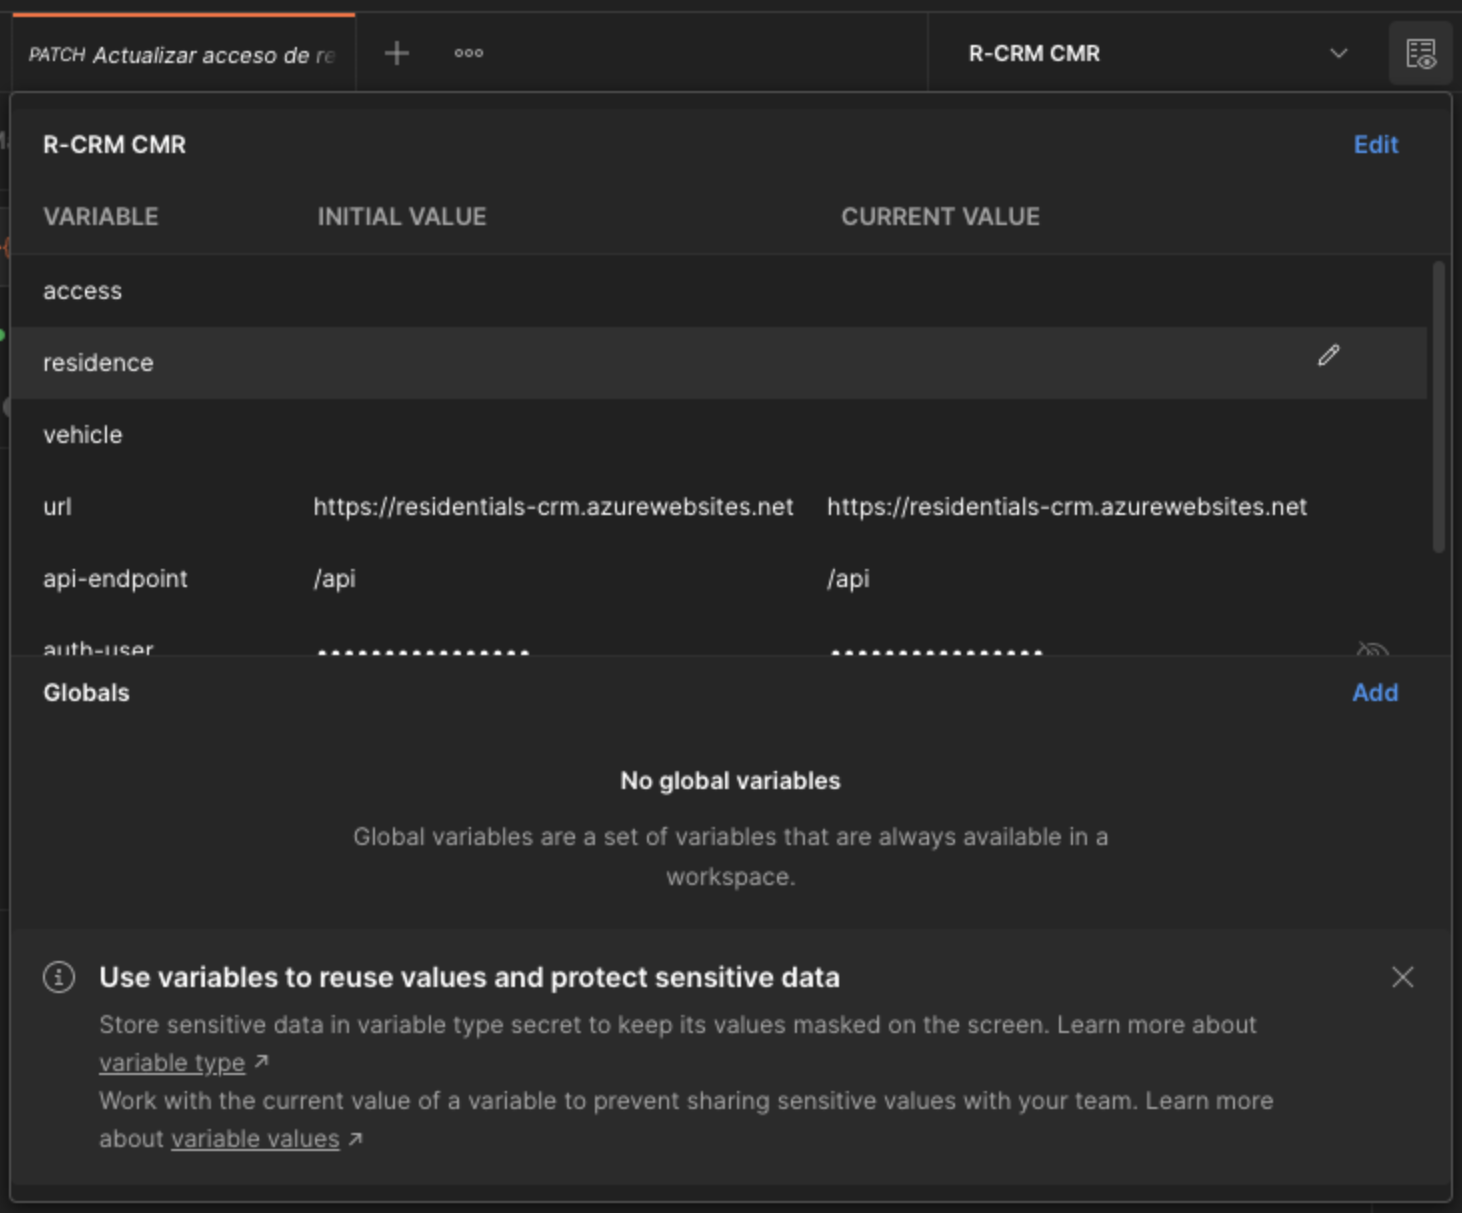 PATCH Actualizar acceso de re
R-CRM CMR
R-CRM CMR Edit
VARIABLE INITIAL VALUE CURRENT VALUE
access
residence
vehicle
url https://residentials-crm.azurewebsites.net https://residentials-crm.azurewebsites.net
api-endpoint /api /api
auth-user •••••••••••••••• ••••••••••••••••
Globals Add
No global variables
Global variables are a set of variables that are always available in a
workspace.
Use variables to reuse values and protect sensitive data
Store sensitive data in variable type secret to keep its values masked on the screen. Learn more about
variable type ↗
Work with the current value of a variable to prevent sharing sensitive values with your team. Learn more
about variable values ↗